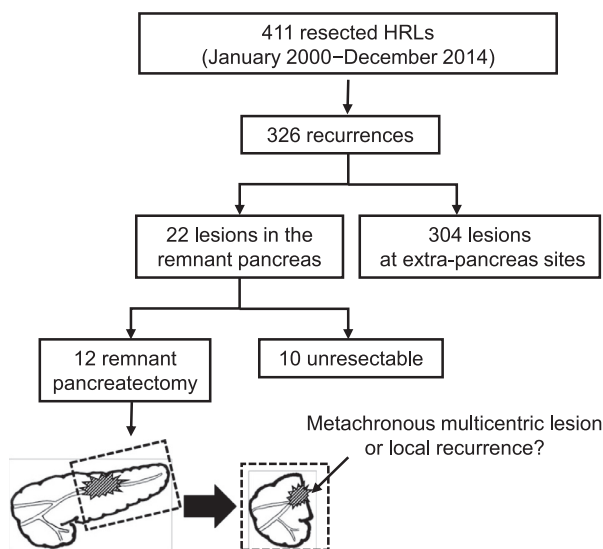 411 resected HRLs
(January 2000−December 2014)
326 recurrences
22 lesions in the
remnant pancreas
304 lesions
at extra-pancreas sites
12 remnant
pancreatectomy
10 unresectable
Metachronous multicentric lesion
or local recurrence?